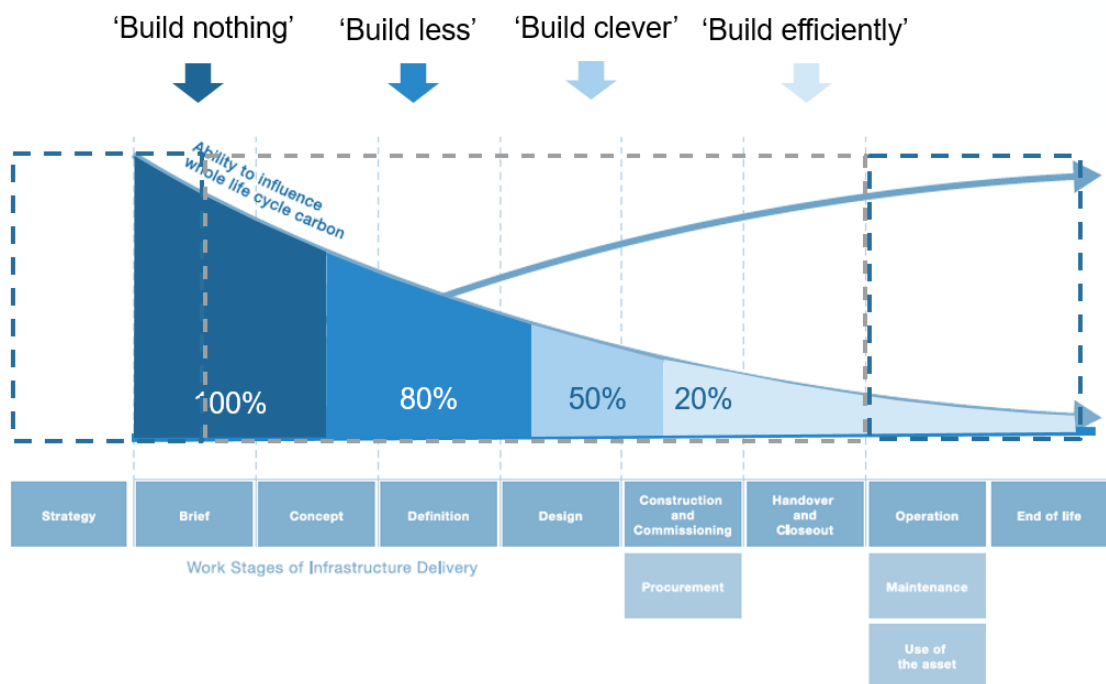 ‘Build nothing’
‘Build less’
‘Build clever’
‘Build efficiently’
Ability to influence
whole life cycle carbon
100%
80%
50%
20%
Strategy
Brief
Concept
Definition
Design
Construction
and
Commissioning
Handover
and
Closeout
Operation
End of life
Work Stages of Infrastructure Delivery
Procurement
Maintenance
Use of
the asset